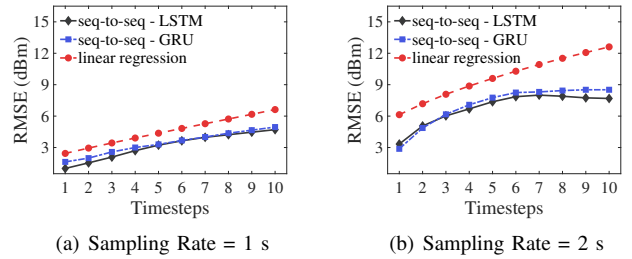 15
12
9
6
3
RMSE (dBm)
seq-to-seq - LSTM
seq-to-seq - GRU
linear regression
1 2 3 4 5 6 7 8 9 10
Timesteps
(a) Sampling Rate = 1 s
15
12
9
6
3
RMSE (dBm)
seq-to-seq - LSTM
seq-to-seq - GRU
linear regression
1 2 3 4 5 6 7 8 9 10
Timesteps
(b) Sampling Rate = 2 s